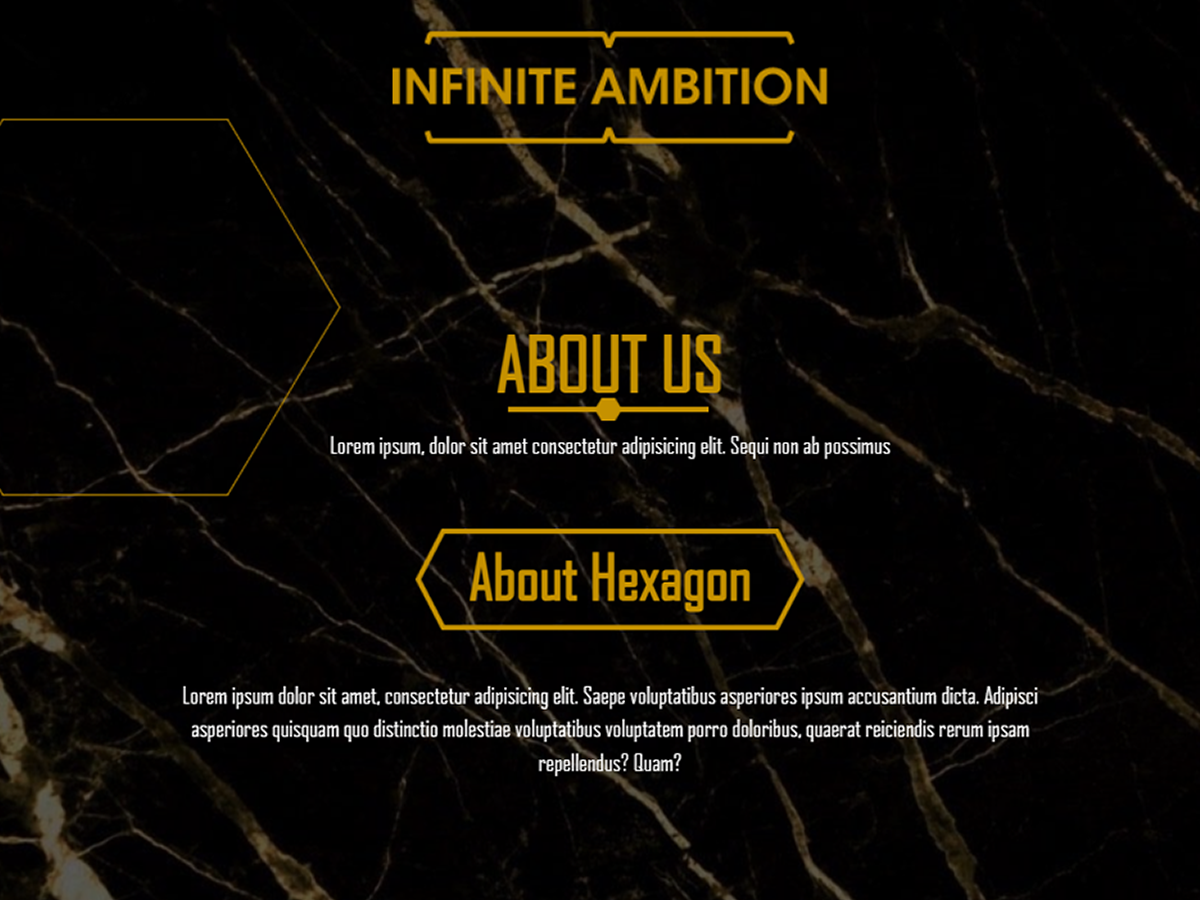 INFINITE AMBITION
ABOUT US
Lorem ipsum, dolor sit amet consectetur adipisicing elit. Sequi non ab possimus
About Hexagon
Lorem ipsum dolor sit amet, consectetur adipisicing elit. Saepe voluptatibus asperiores ipsum accusantium dicta. Adipisci
asperiores quisquam quo distinctio molestiae voluptatibus voluptatem porro doloribus, quaerat reiciendis rerum ipsam
repellendus? Quam?